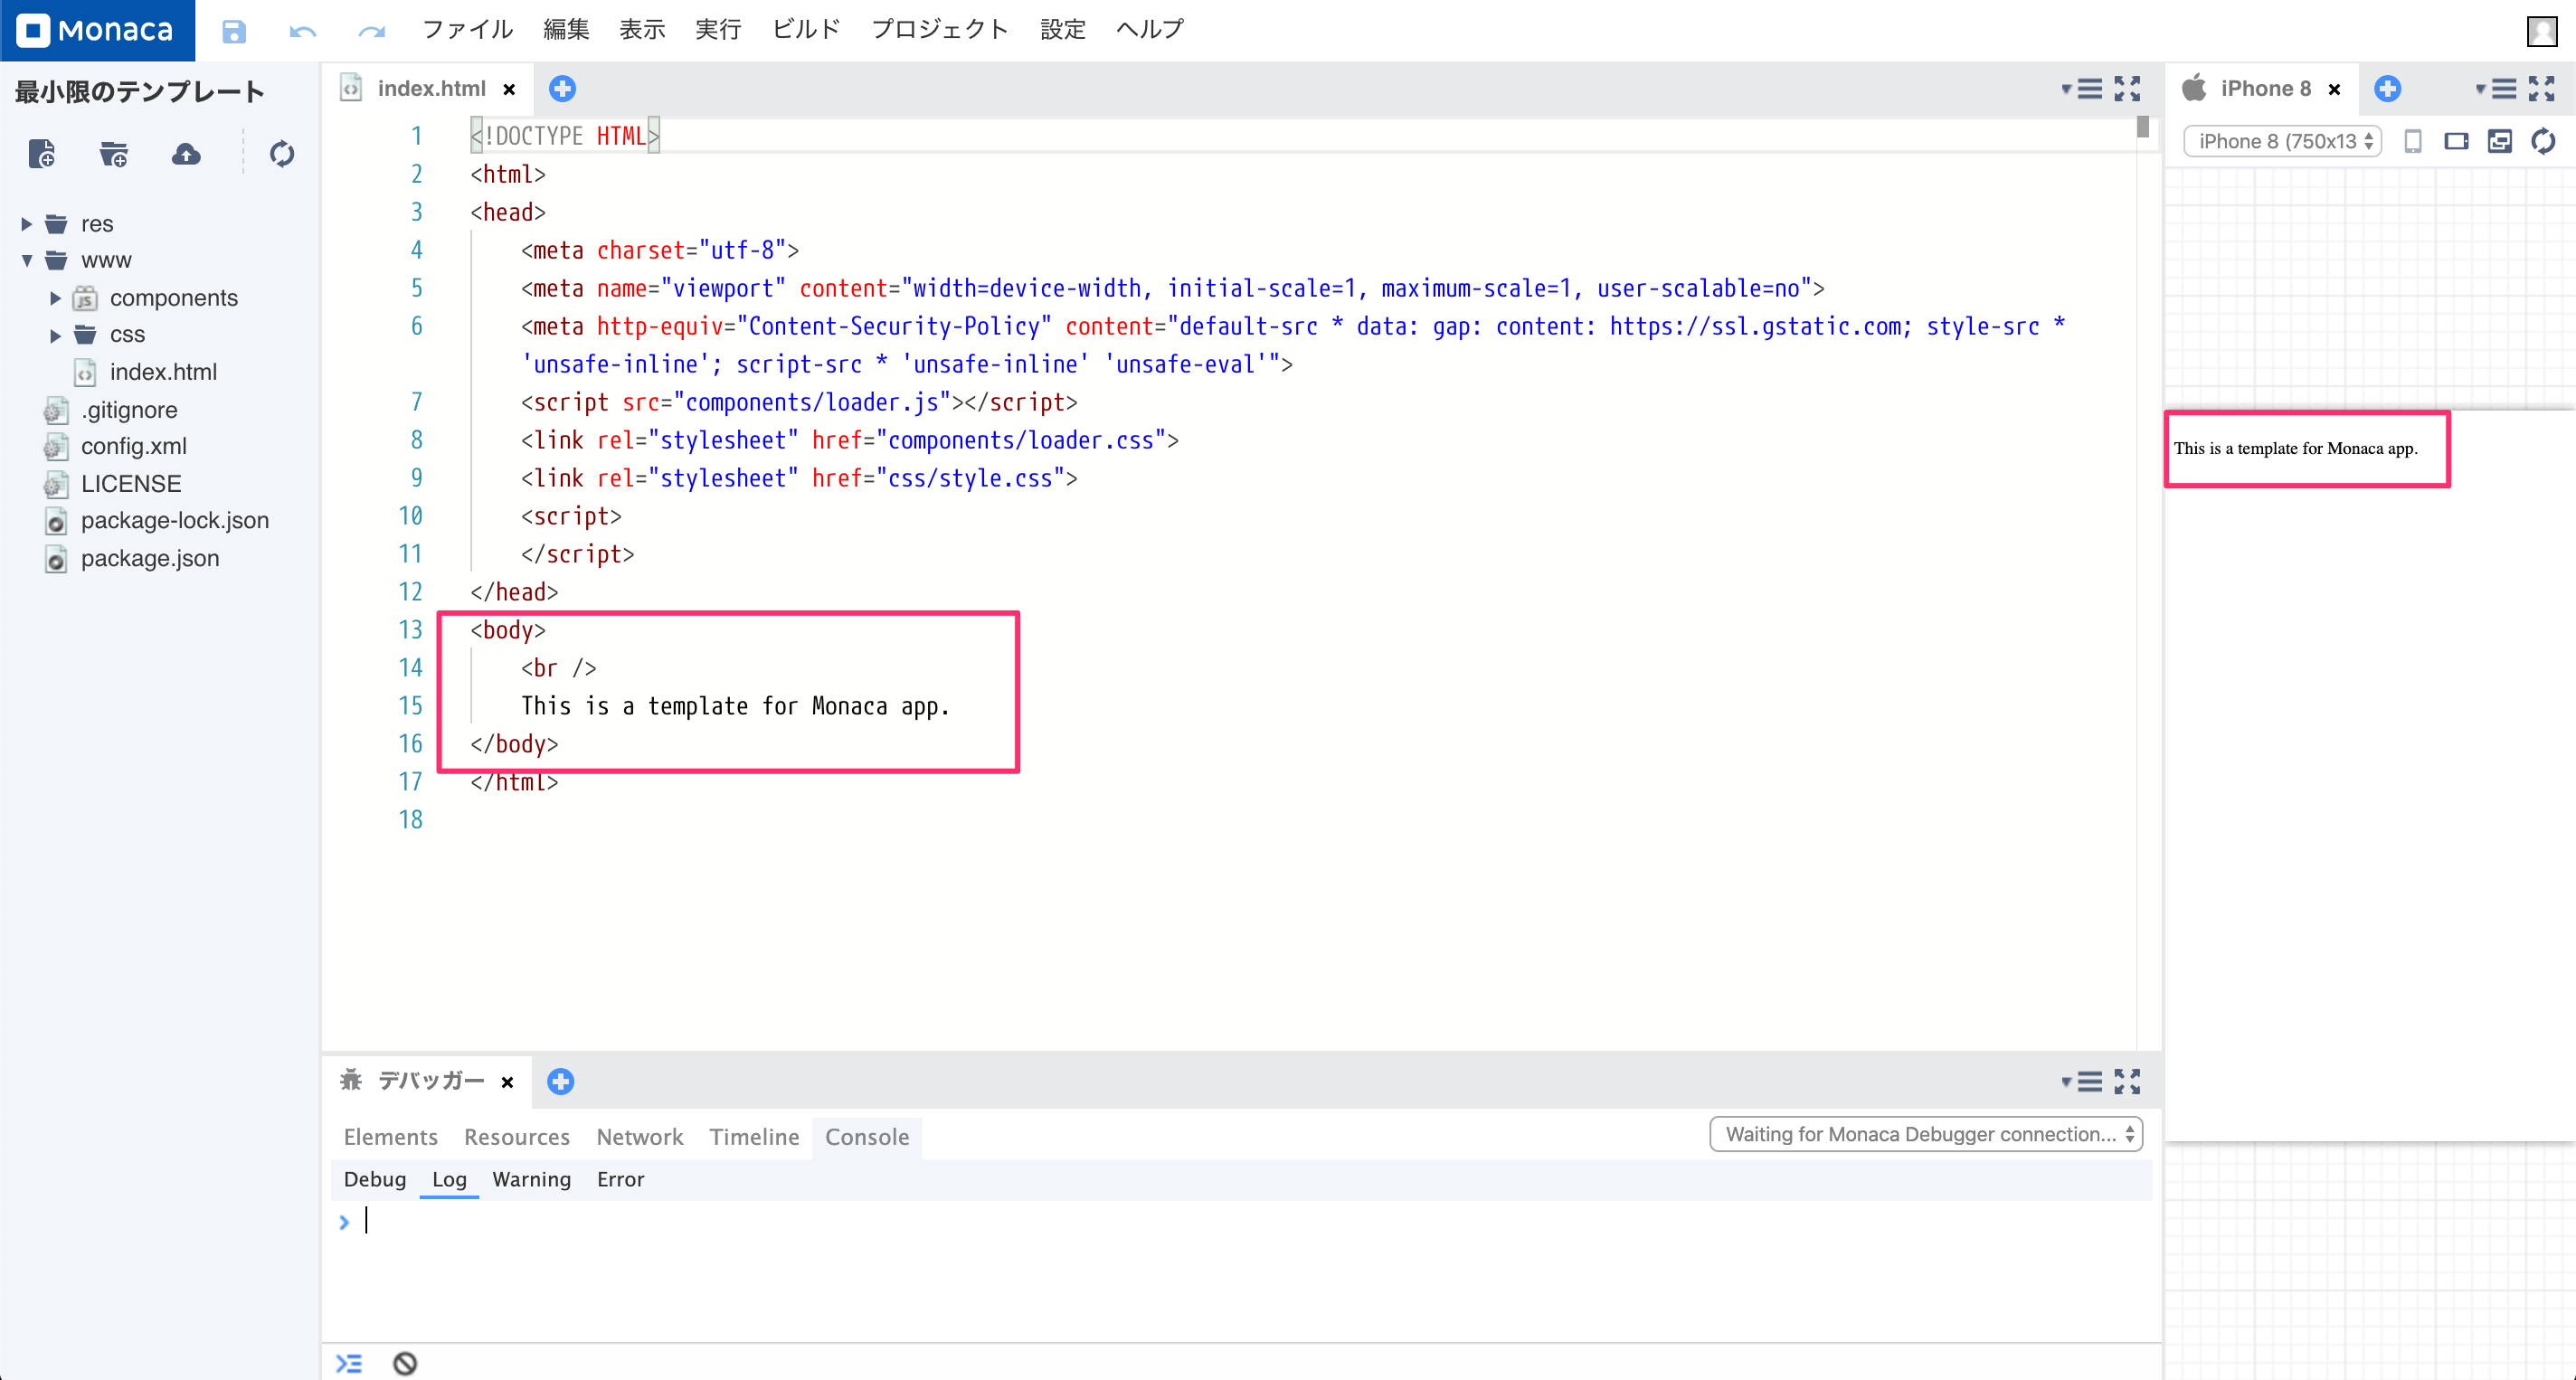 Monaca ファイル 編集 表示 実行 ビルド プロジェクト 設定 ヘルプ
最小限のテンプレート
res
www
components
css
index.html
.gitignore
config.xml
LICENSE
package-lock.json
package.json
index.html
1 <!DOCTYPE HTML>
2 <html>
3 <head>
4 <meta charset="utf-8">
5 <meta name="viewport" content="width=device-width, initial-scale=1, maximum-scale=1, user-scalable=no">
6 <meta http-equiv="Content-Security-Policy" content="default-src * data: gap: content: https://ssl.gstatic.com; style-src *
'unsafe-inline'; script-src * 'unsafe-inline' 'unsafe-eval'">
7 <script src="components/loader.js"></script>
8 <link rel="stylesheet" href="components/loader.css">
9 <link rel="stylesheet" href="css/style.css">
10 <script>
11 </script>
12 </head>
13 <body>
14 <br />
15 This is a template for Monaca app.
16 </body>
17 </html>
18
デバッガー
Elements Resources Network Timeline Console
Waiting for Monaca Debugger connection...
Debug Log Warning Error
iPhone 8
iPhone 8 (750x13
This is a template for Monaca app.